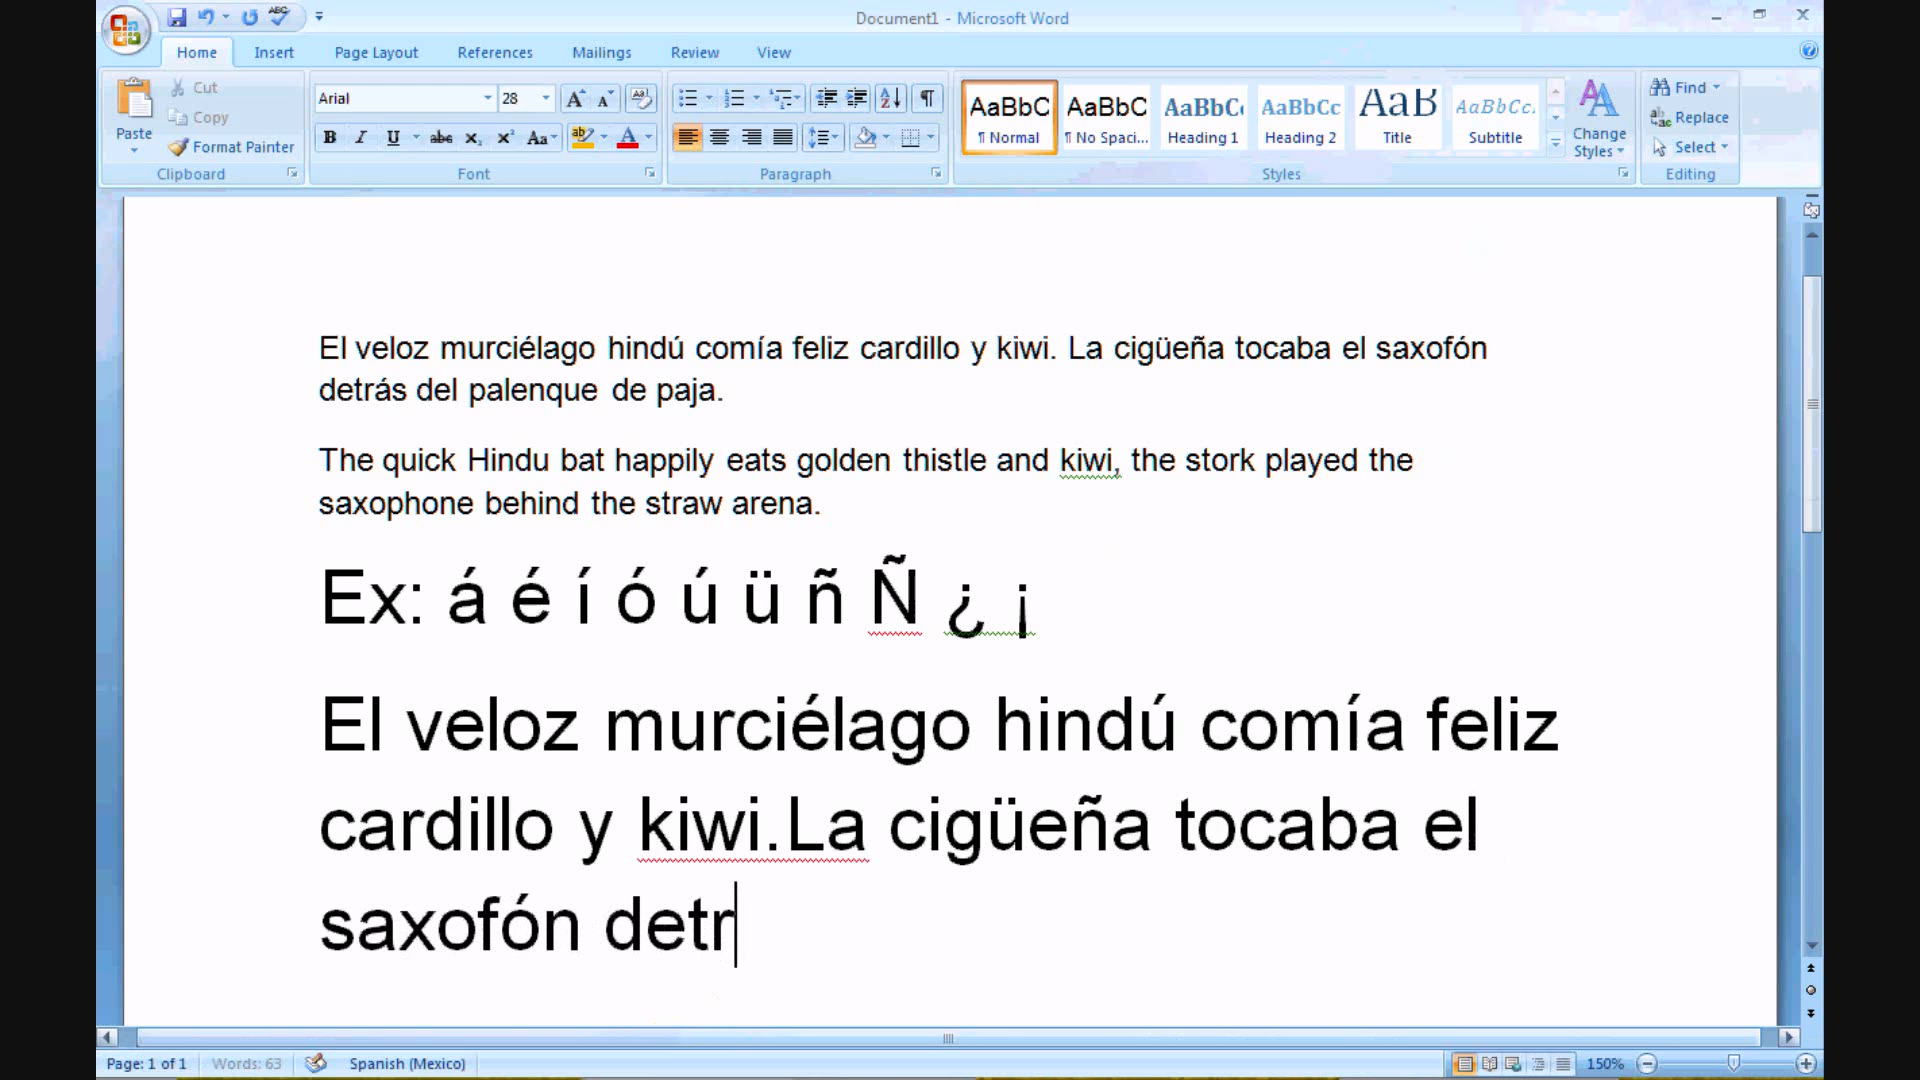 Document1 - Microsoft Word
Home Insert Page Layout References Mailings Review View
Paste
Cut
Copy
Format Painter
Clipboard
Arial 28
Font
Paragraph
AaBbC AaBbC AaBbC AaBbCc AaB AaBbCc.
¶ Normal ¶ No Spaci... Heading 1 Heading 2 Title Subtitle
Change
Styles
Styles
Find
Replace
Select
Editing
El veloz murciélago hindú comía feliz cardillo y kiwi. La cigüeña tocaba el saxofón
detrás del palenque de paja.
The quick Hindu bat happily eats golden thistle and kiwi, the stork played the
saxophone behind the straw arena.
Ex: á é í ó ú ü ñ Ñ ¿ ¡
El veloz murciélago hindú comía feliz
cardillo y kiwi.La cigüeña tocaba el
saxofón detr
Page: 1 of 1 Words: 63 Spanish (Mexico) 150%